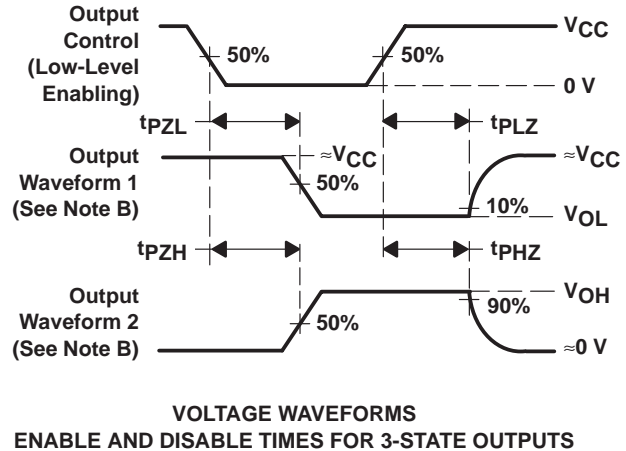 Output
Control
(Low-Level
Enabling)
50%
50%
VCC
0 V
tPZL
tPLZ
Output
Waveform 1
(See Note B)
≈VCC
50%
≈VCC
10%
VOL
tPZH
tPHZ
Output
Waveform 2
(See Note B)
50%
VOH
90%
≈0 V
VOLTAGE WAVEFORMS
ENABLE AND DISABLE TIMES FOR 3-STATE OUTPUTS